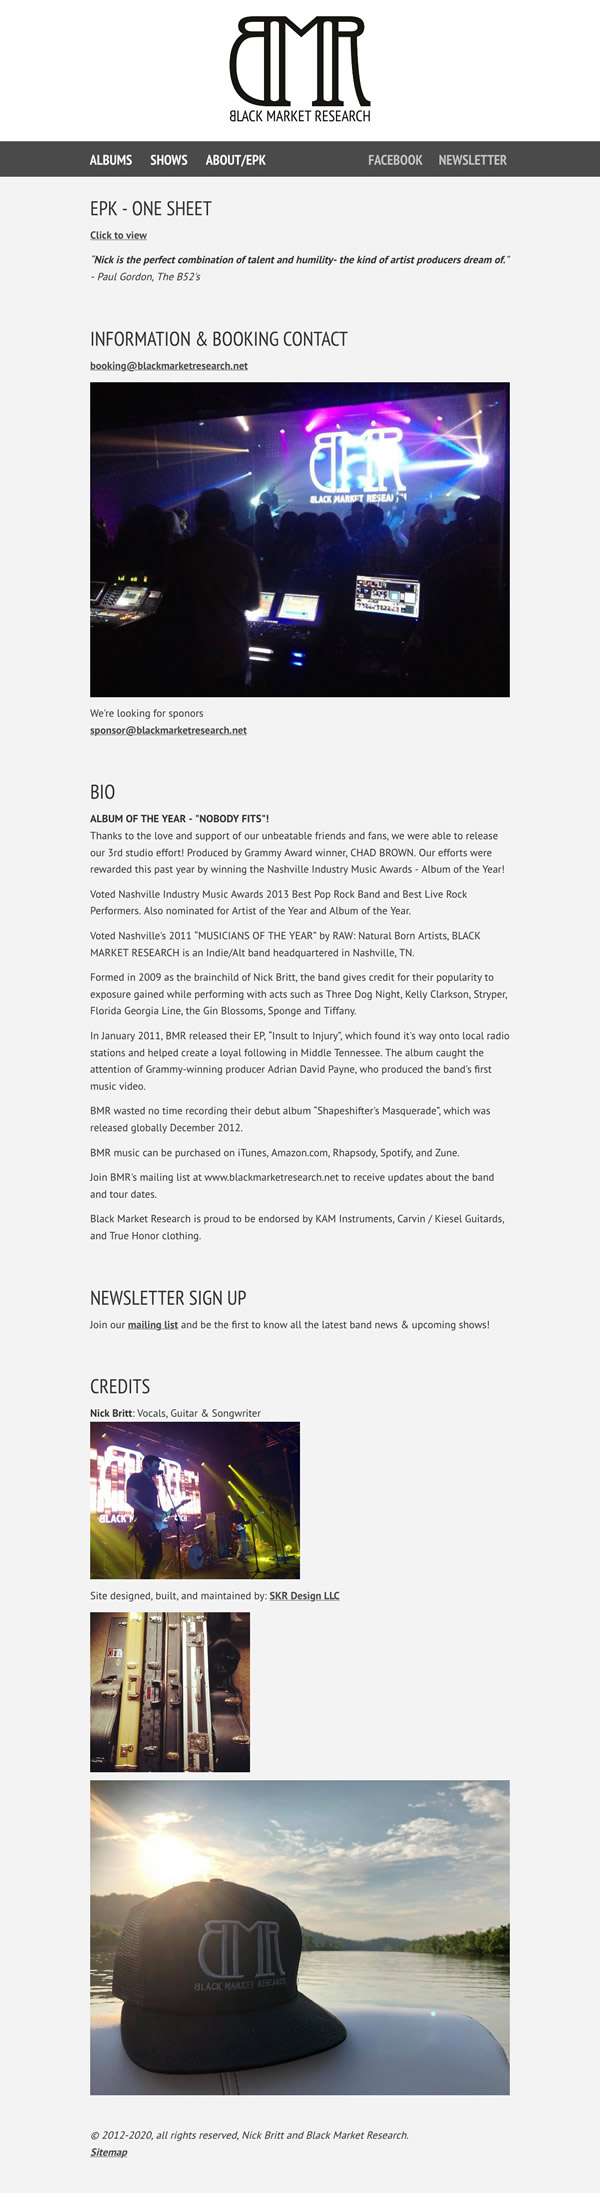 BMR
BLACK MARKET RESEARCH
ALBUMS SHOWS ABOUT/EPK FACEBOOK NEWSLETTER
EPK - ONE SHEET
Click to view
"Nick is the perfect combination of talent and humility- the kind of artist producers dream of."
- Paul Gordon, The B52's
INFORMATION & BOOKING CONTACT
booking@blackmarketresearch.net
BMR
BLACK MARKET RESEARCH
We're looking for sponors
sponsor@blackmarketresearch.net
BIO
ALBUM OF THE YEAR - "NOBODY FITS"!
Thanks to the love and support of our unbeatable friends and fans, we were able to release
our 3rd studio effort! Produced by Grammy Award winner, CHAD BROWN. Our efforts were
rewarded this past year by winning the Nashville Industry Music Awards - Album of the Year!
Voted Nashville Industry Music Awards 2013 Best Pop Rock Band and Best Live Rock
Performers. Also nominated for Artist of the Year and Album of the Year.
Voted Nashville's 2011 "MUSICIANS OF THE YEAR" by RAW: Natural Born Artists, BLACK
MARKET RESEARCH is an Indie/Alt band headquartered in Nashville, TN.
Formed in 2009 as the brainchild of Nick Britt, the band gives credit for their popularity to
exposure gained while performing with acts such as Three Dog Night, Kelly Clarkson, Stryper,
Florida Georgia Line, the Gin Blossoms, Sponge and Tiffany.
In January 2011, BMR released their EP, "Insult to Injury", which found it's way onto local radio
stations and helped create a loyal following in Middle Tennessee. The album caught the
attention of Grammy-winning producer Adrian David Payne, who produced the band's first
music video.
BMR wasted no time recording their debut album "Shapeshifter's Masquerade", which was
released globally December 2012.
BMR music can be purchased on iTunes, Amazon.com, Rhapsody, Spotify, and Zune.
Join BMR's mailing list at www.blackmarketresearch.net to receive updates about the band
and tour dates.
Black Market Research is proud to be endorsed by KAM Instruments, Carvin / Kiesel Guitards,
and True Honor clothing.
NEWSLETTER SIGN UP
Join our mailing list and be the first to know all the latest band news & upcoming shows!
CREDITS
Nick Britt: Vocals, Guitar & Songwriter
Site designed, built, and maintained by: SKR Design LLC
BMR
BLACK MARKET RESEARCH
© 2012-2020, all rights reserved, Nick Britt and Black Market Research.
Sitemap